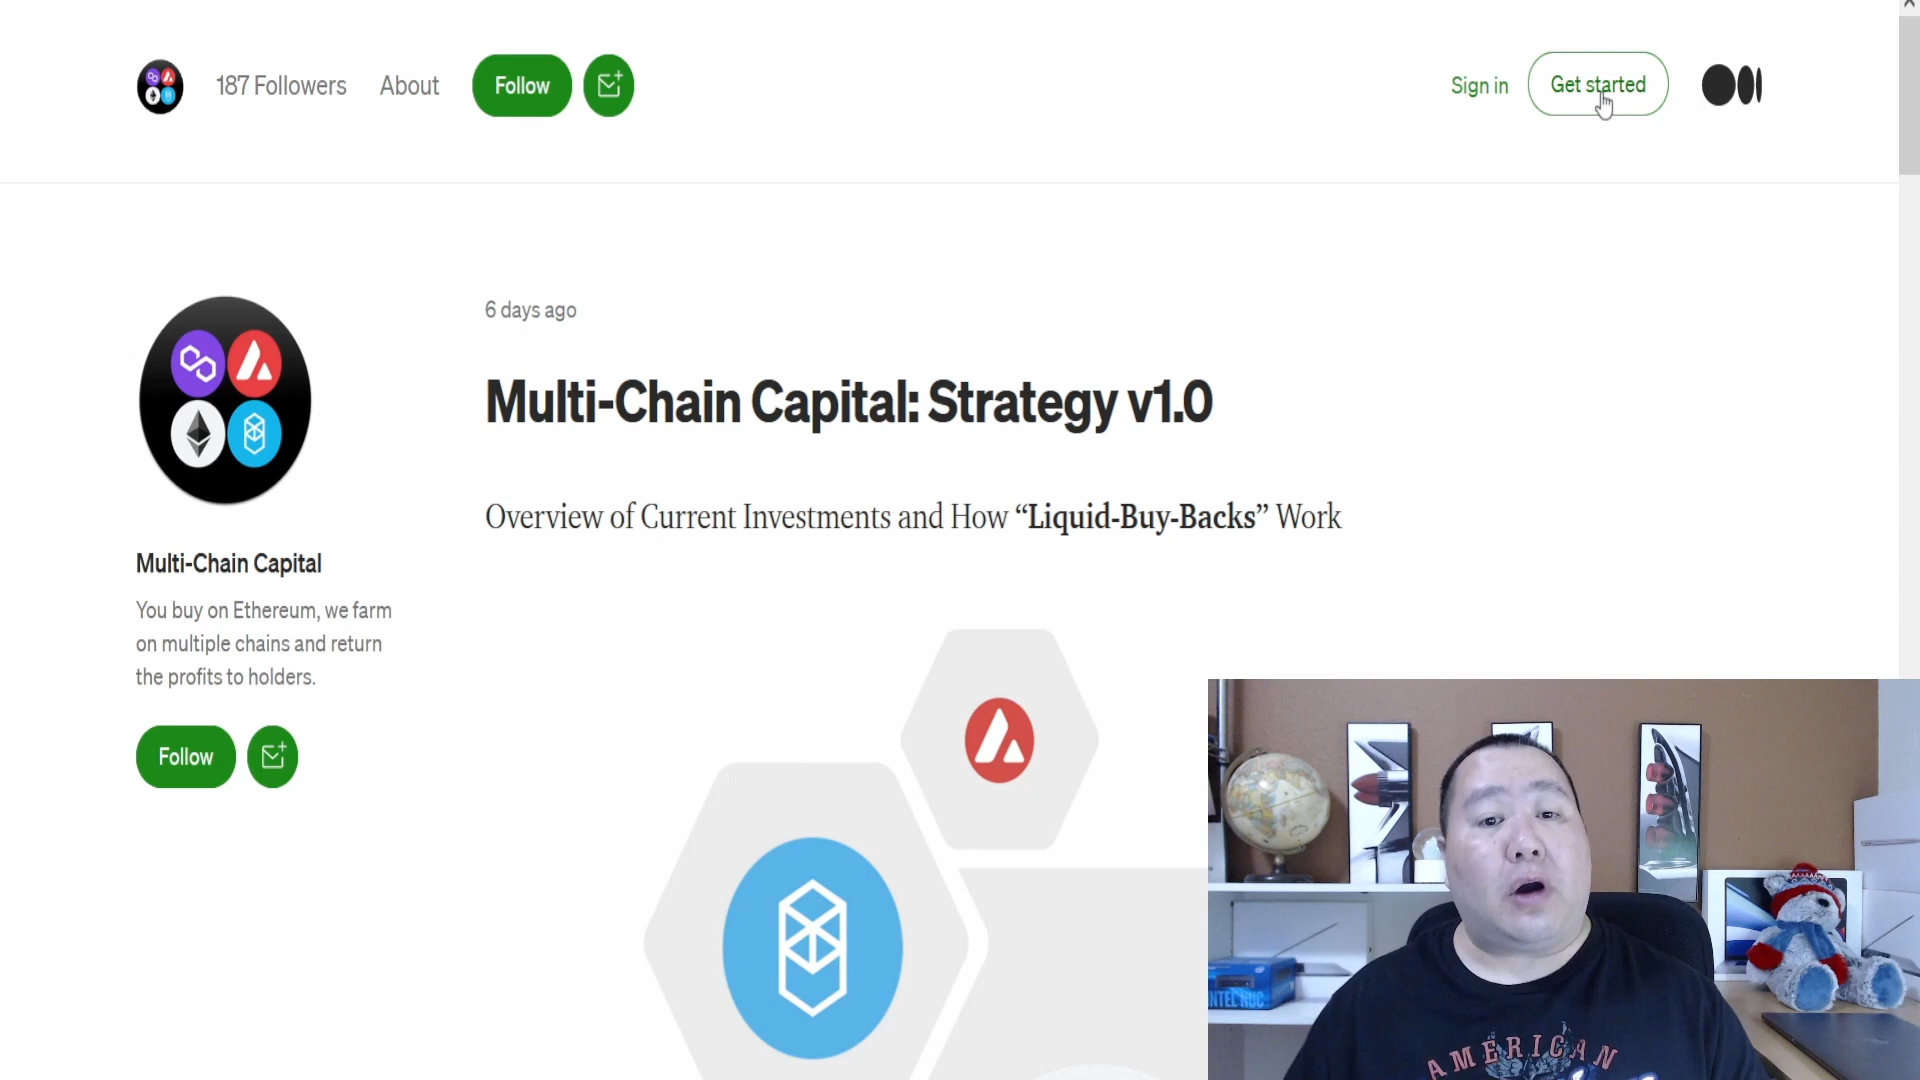 187 Followers About Follow Sign in Get started
6 days ago
Multi-Chain Capital: Strategy v1.0
Overview of Current Investments and How “Liquid-Buy-Backs” Work
Multi-Chain Capital
You buy on Ethereum, we farm
on multiple chains and return
the profits to holders.
Follow
INTEL NUC
AMERICAN